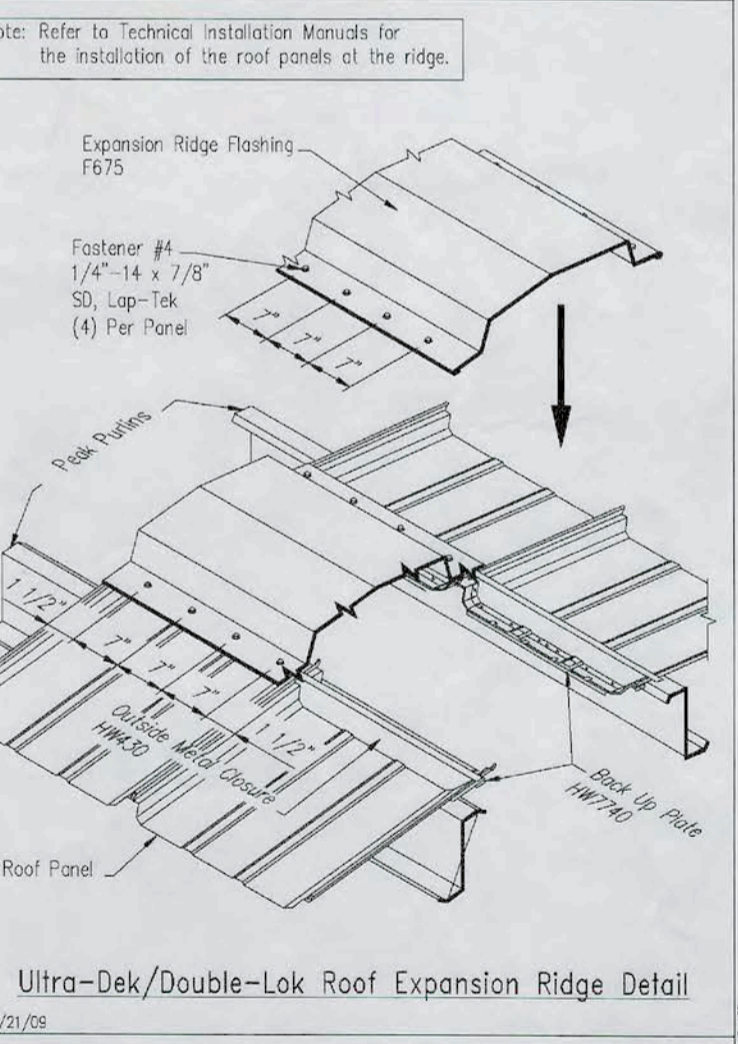 ote: Refer to Technical Installation Manuals for
the installation of the roof panels at the ridge.
Expansion Ridge Flashing
F675
Fastener #4
1/4"-14 x 7/8"
SD, Lap-Tek
(4) Per Panel
7"
7"
7"
Peak Purlins
1 1/2"
7"
7"
7"
1 1/2"
Outside Metal Closure
HW430
Back Up Plate
HW7740
Roof Panel
Ultra-Dek/Double-Lok Roof Expansion Ridge Detail
/21/09